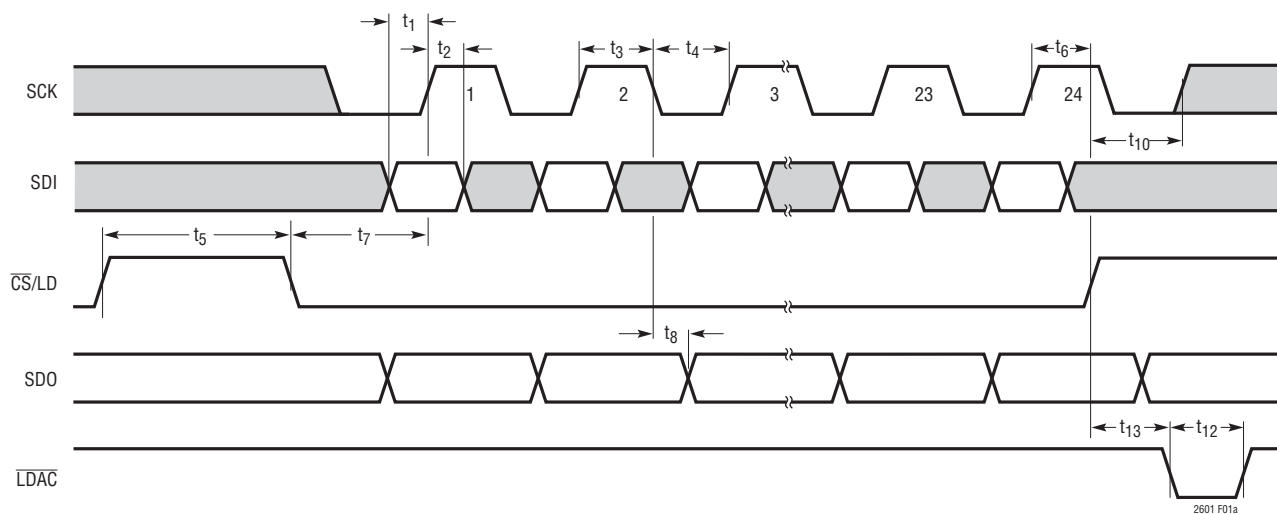 t1
t2
t3
t4
t6
SCK
1
2
3
23
24
t10
SDI
t5
t7
CS/LD
t8
SDO
t13
t12
LDAC
2601 F01a